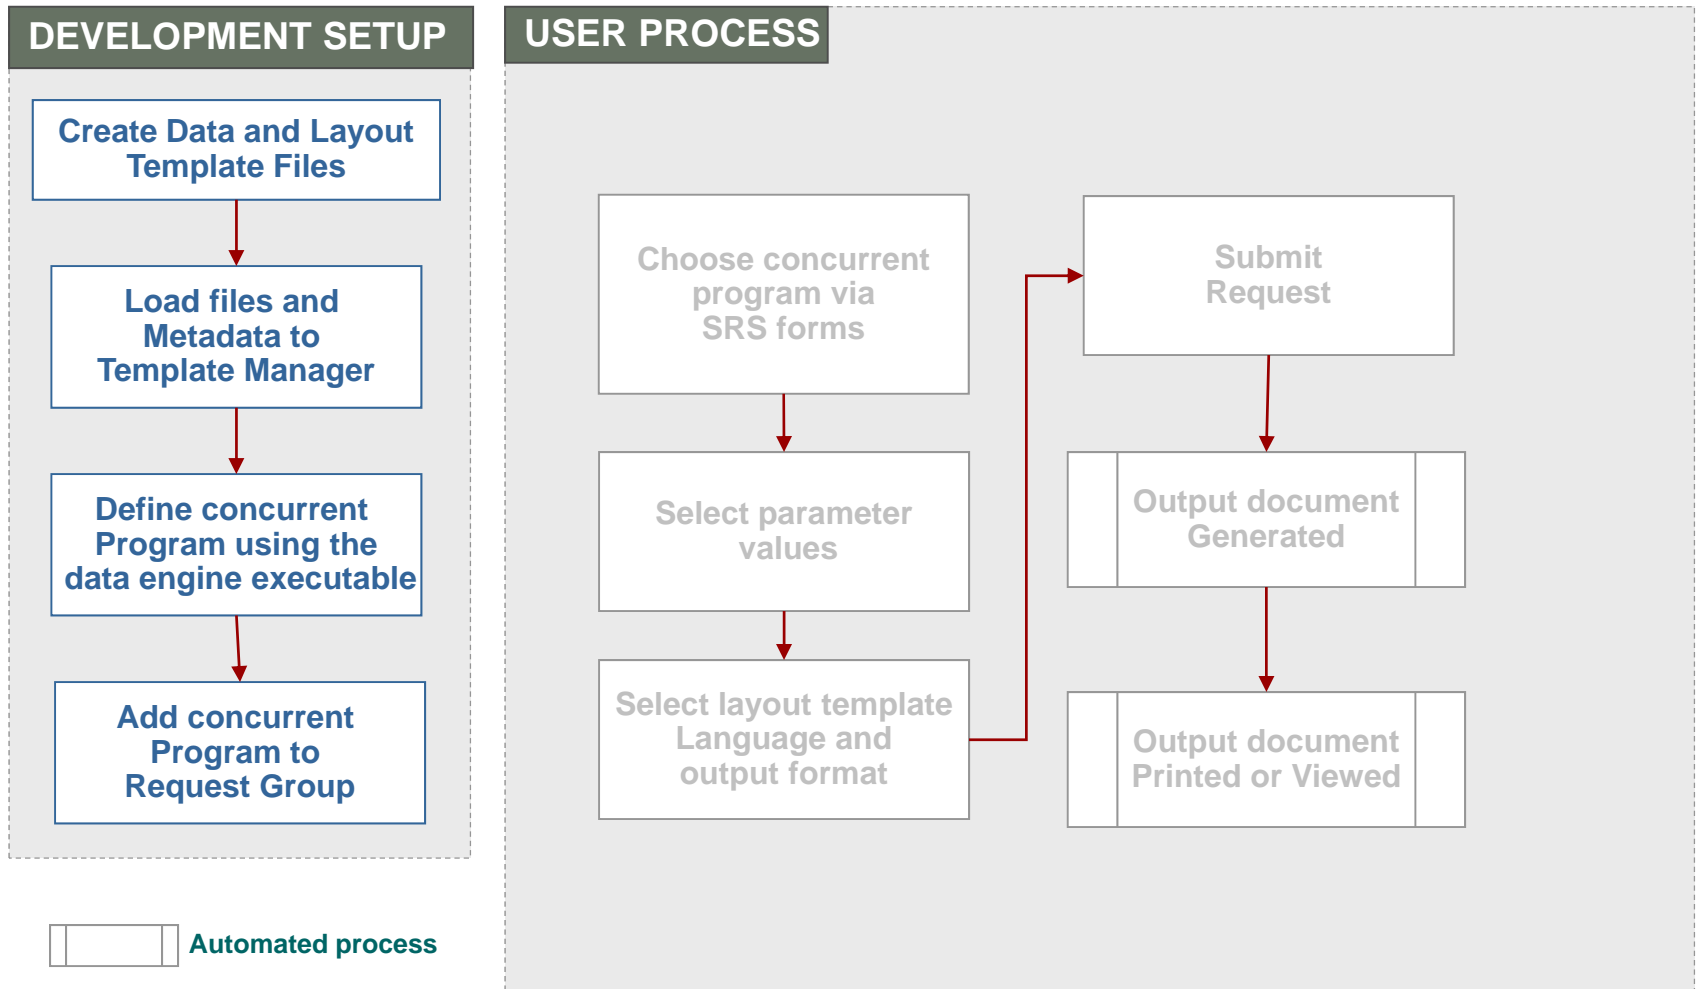 DEVELOPMENT SETUP
Create Data and Layout
Template Files
Load files and
Metadata to
Template Manager
Define concurrent
Program using the
data engine executable
Add concurrent
Program to
Request Group
Automated process
USER PROCESS
Choose concurrent
program via
SRS forms
Select parameter
values
Select layout template
Language and
output format
Submit
Request
Output document
Generated
Output document
Printed or Viewed